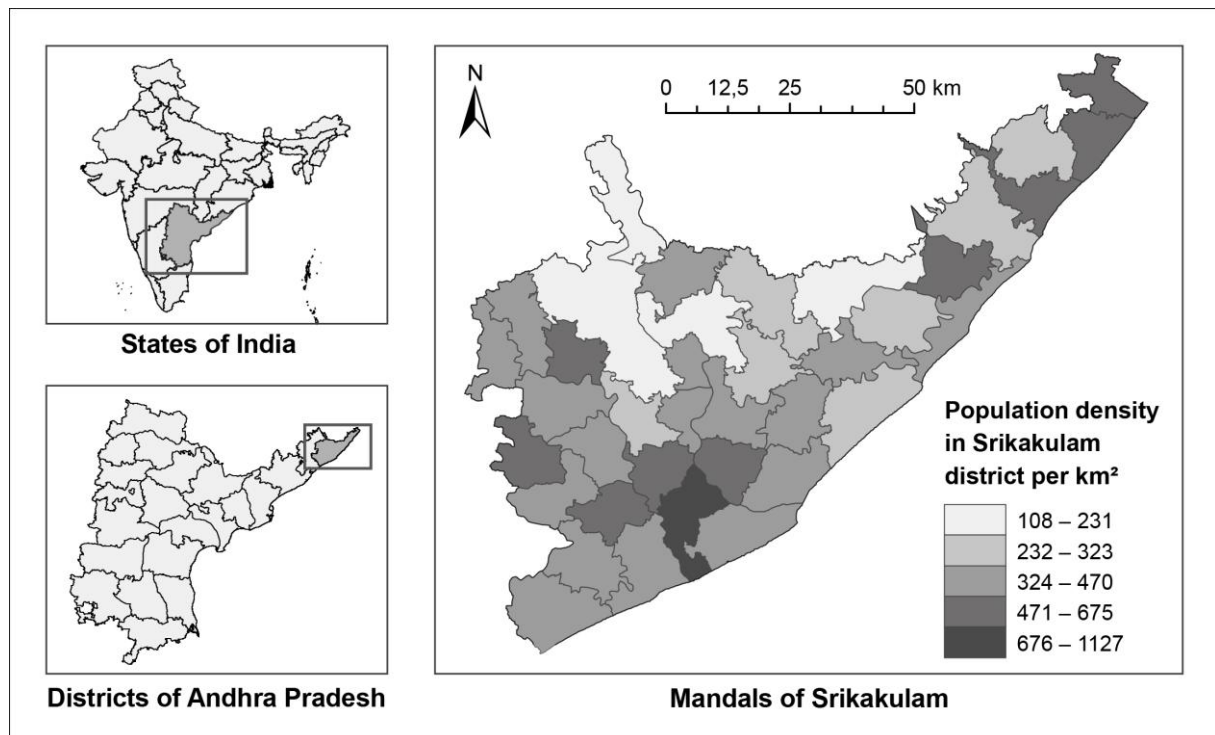 States of India
Districts of Andhra Pradesh
N
0 12,5 25 50 km
Population density
in Srikakulam
district per km²
108 – 231
232 – 323
324 – 470
471 – 675
676 – 1127
Mandals of Srikakulam